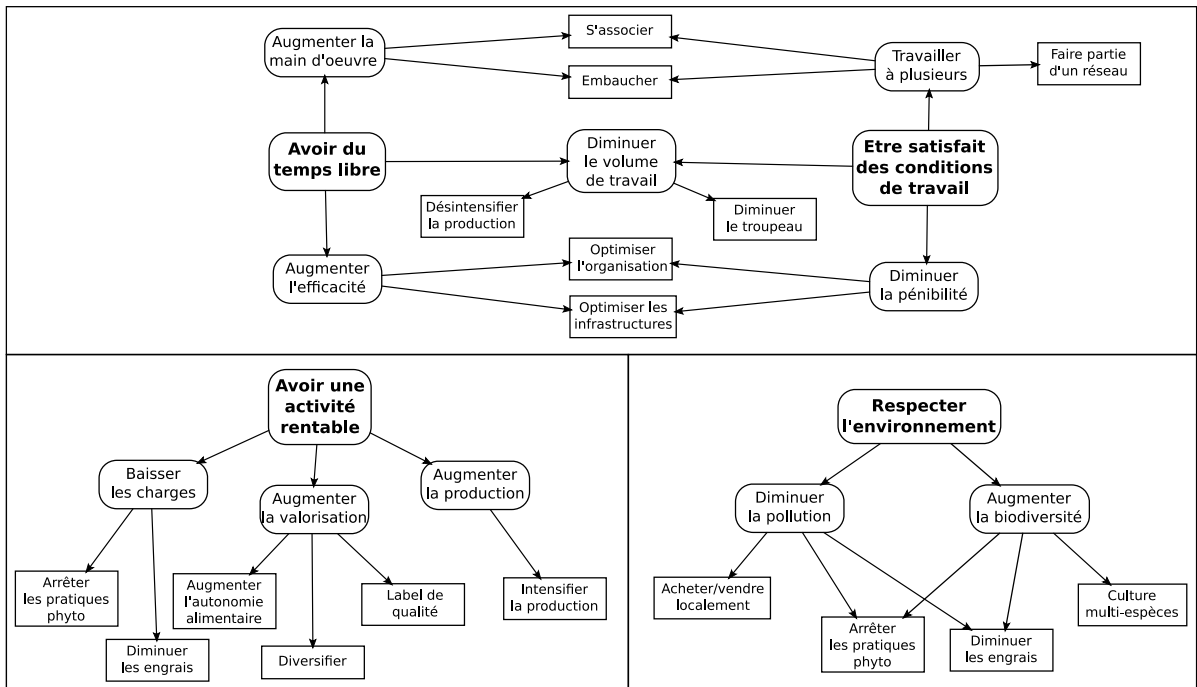 Augmenter la
main d'oeuvre
S'associer
Embaucher
Travailler
à plusieurs
Faire partie
d'un réseau
Avoir du
temps libre
Diminuer
le volume
de travail
Etre satisfait
des conditions
de travail
Désintensifier
la production
Diminuer
le troupeau
Augmenter
l'efficacité
Optimiser
l'organisation
Optimiser les
infrastructures
Diminuer
la pénibilité
Avoir une
activité
rentable
Baisser
les charges
Augmenter
la valorisation
Augmenter
la production
Arrêter
les pratiques
phyto
Diminuer
les engrais
Augmenter
l'autonomie
alimentaire
Diversifier
Label de
qualité
Intensifier
la production
Respecter
l'environnement
Diminuer
la pollution
Augmenter
la biodiversité
Acheter/vendre
localement
Arrêter
les pratiques
phyto
Diminuer
les engrais
Culture
multi-espèces